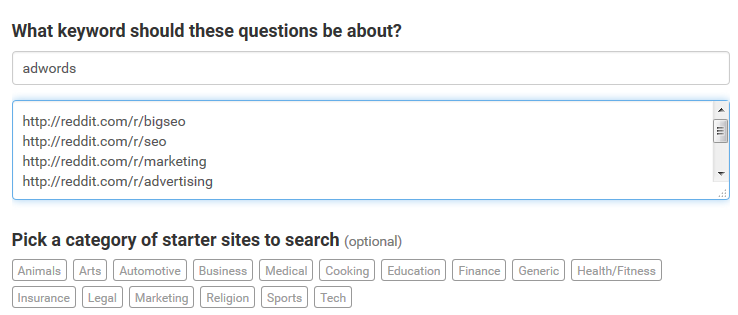 What keyword should these questions be about?
adwords
http://reddit.com/r/bigseo
http://reddit.com/r/seo
http://reddit.com/r/marketing
http://reddit.com/r/advertising
Pick a category of starter sites to search (optional)
Animals Arts Automotive Business Medical Cooking Education Finance Generic Health/Fitness
Insurance Legal Marketing Religion Sports Tech